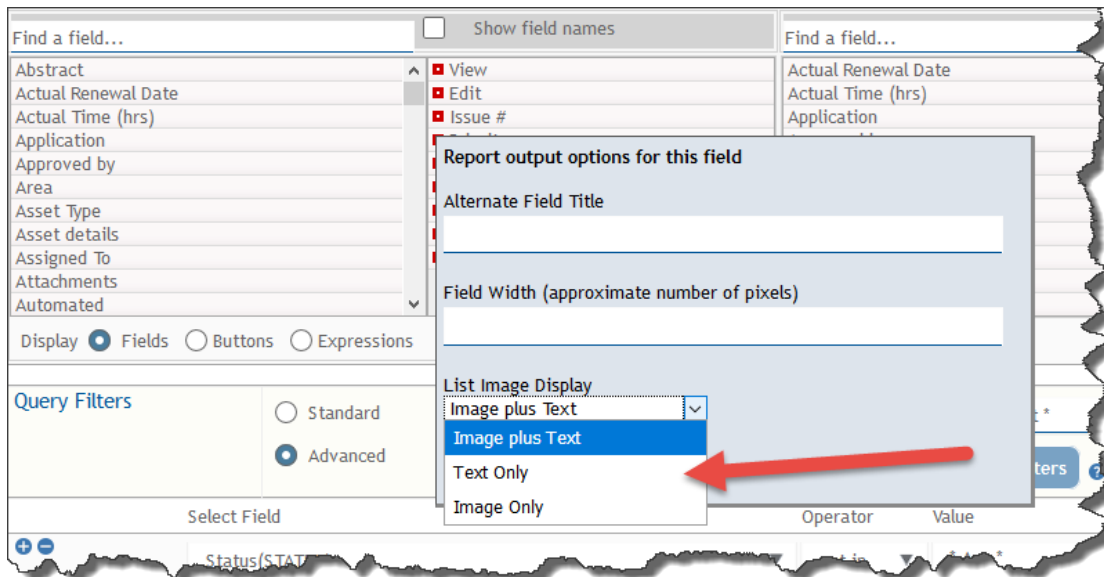 Find a field...
Show field names
Find a field...
Abstract
Actual Renewal Date
Actual Time (hrs)
Application
Approved by
Area
Asset Type
Asset details
Assigned To
Attachments
Automated
View
Edit
Issue #
Actual Renewal Date
Actual Time (hrs)
Application
Report output options for this field
Alternate Field Title
Field Width (approximate number of pixels)
List Image Display
Image plus Text
Image plus Text
Text Only
Image Only
Display Fields Buttons Expressions
Query Filters
Standard
Advanced
ters
Select Field
Operator
Value
Status(STAT